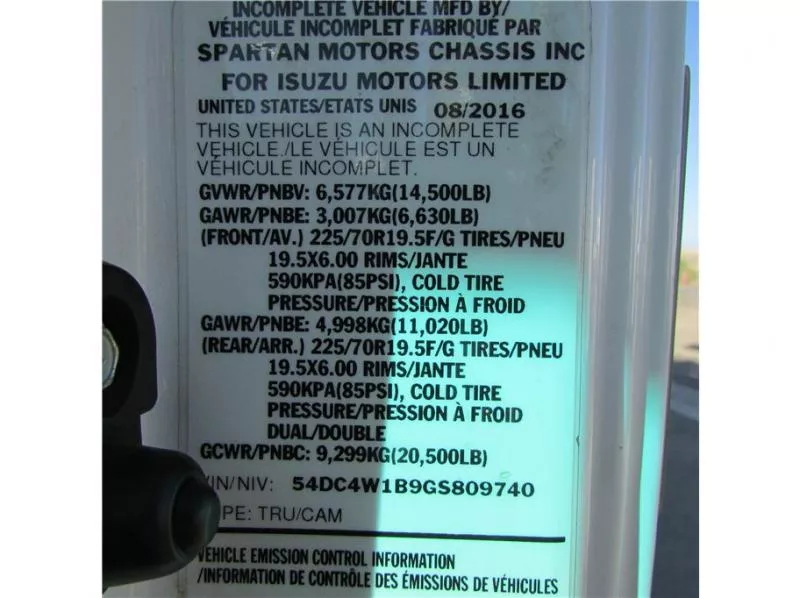 INCOMPLETE VEHICLE MFD BY/
VÉHICULE INCOMPLET FABRIQUÉ PAR
SPARTAN MOTORS CHASSIS INC
FOR ISUZU MOTORS LIMITED
UNITED STATES/ETATS UNIS 08/2016
THIS VEHICLE IS AN INCOMPLETE
VEHICLE./LE VÉHICULE EST UN
VÉHICULE INCOMPLET.
GVWR/PNBV: 6,577KG(14,500LB)
GAWR/PNBE: 3,007KG(6,630LB)
(FRONT/AV.) 225/70R19.5F/G TIRES/PNEU
19.5X6.00 RIMS/JANTE
590KPA(85PSI), COLD TIRE
PRESSURE/PRESSION À FROID
GAWR/PNBE: 4,998KG(11,020LB)
(REAR/ARR.) 225/70R19.5F/G TIRES/PNEU
19.5X6.00 RIMS/JANTE
590KPA(85PSI), COLD TIRE
PRESSURE/PRESSION À FROID
DUAL/DOUBLE
GCWR/PNBC: 9,299KG(20,500LB)
VIN/NIV: 54DC4W1B9GS809740
PE: TRU/CAM
VEHICLE EMISSION CONTROL INFORMATION
/INFORMATION DE CONTRÔLE DES ÉMISSIONS DE VÉHICULES